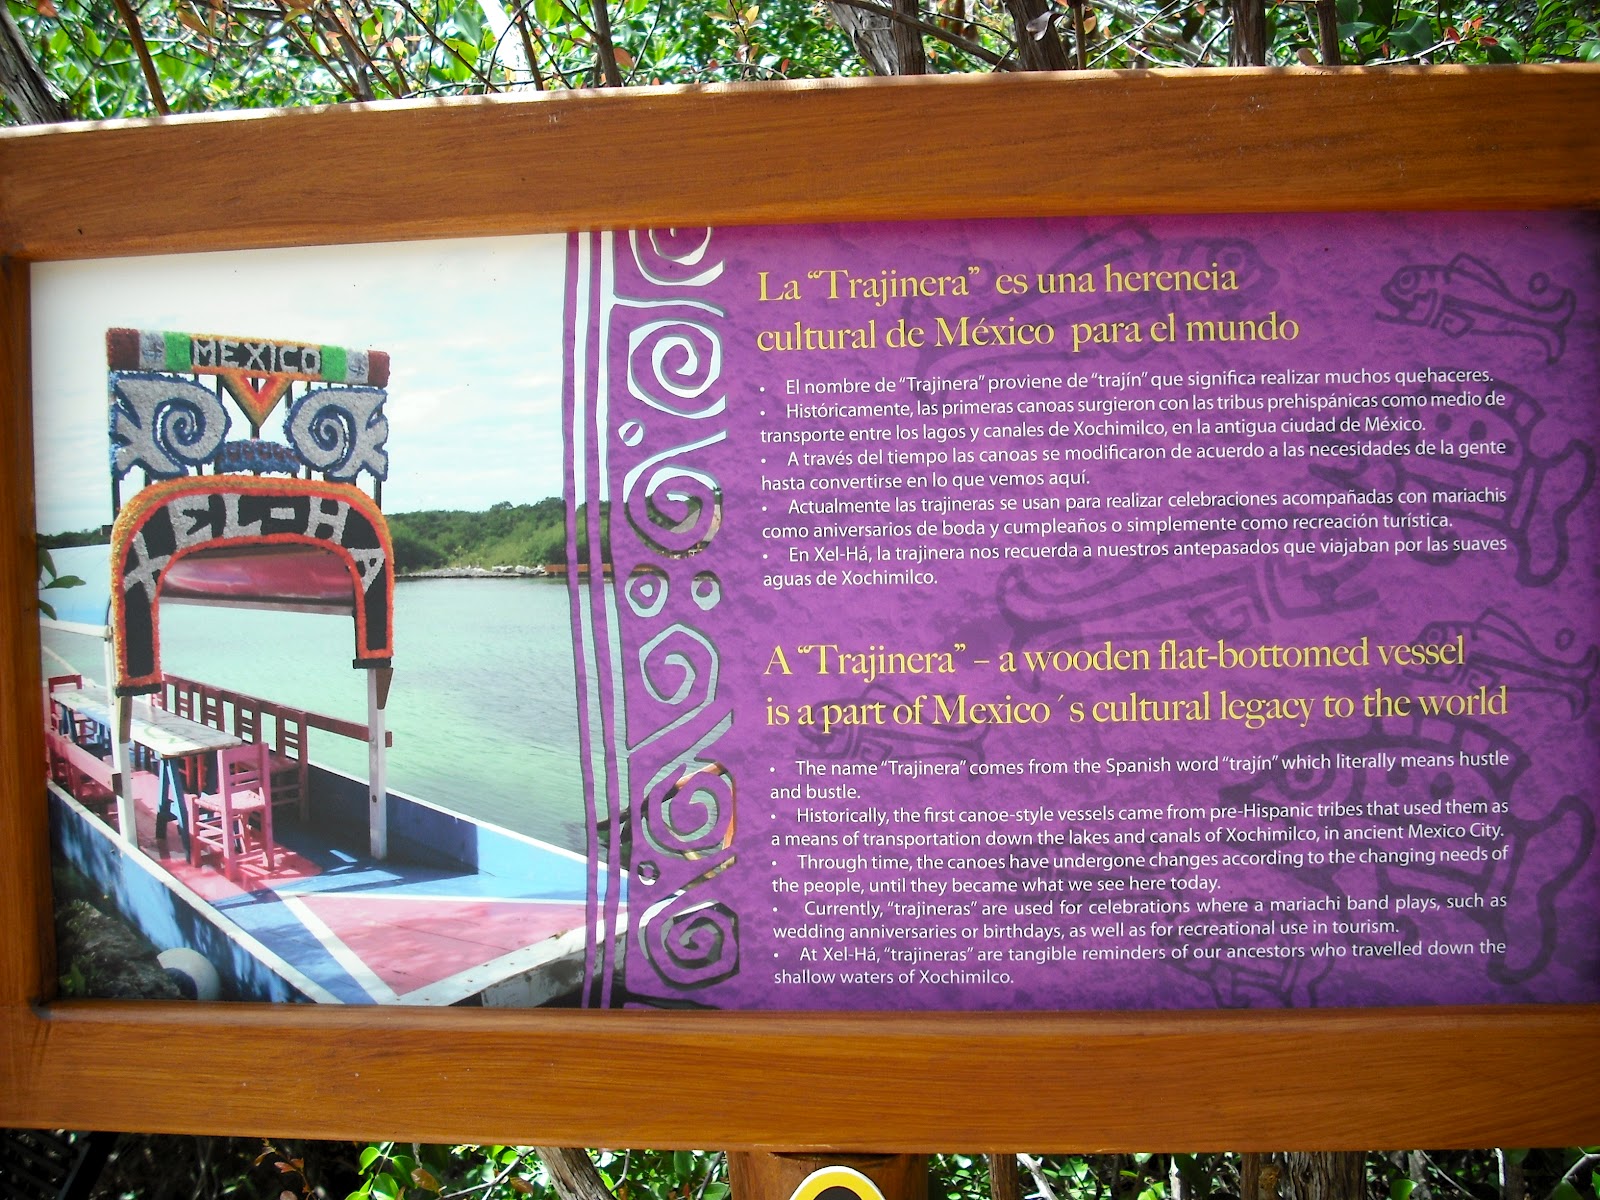 MEXICO
XEL-HA
La “Trajinera” es una herencia
cultural de México para el mundo
• El nombre de “Trajinera” proviene de “trajín” que significa realizar muchos quehaceres.
• Históricamente, las primeras canoas surgieron con las tribus prehispánicas como medio de
transporte entre los lagos y canales de Xochimilco, en la antigua ciudad de México.
• A través del tiempo las canoas se modificaron de acuerdo a las necesidades de la gente
hasta convertirse en lo que vemos aquí.
• Actualmente las trajineras se usan para realizar celebraciones acompañadas con mariachis
como aniversarios de boda y cumpleaños o simplemente como recreación turística.
• En Xel-Há, la trajinera nos recuerda a nuestros antepasados que viajaban por las suaves
aguas de Xochimilco.
A “Trajinera” – a wooden flat-bottomed vessel
is a part of Mexico ´s cultural legacy to the world
• The name “Trajinera” comes from the Spanish word “trajín” which literally means hustle
and bustle.
• Historically, the first canoe-style vessels came from pre-Hispanic tribes that used them as
a means of transportation down the lakes and canals of Xochimilco, in ancient Mexico City.
• Through time, the canoes have undergone changes according to the changing needs of
the people, until they became what we see here today.
• Currently, “trajineras” are used for celebrations where a mariachi band plays, such as
wedding anniversaries or birthdays, as well as for recreational use in tourism.
• At Xel-Há, “trajineras” are tangible reminders of our ancestors who travelled down the
shallow waters of Xochimilco.